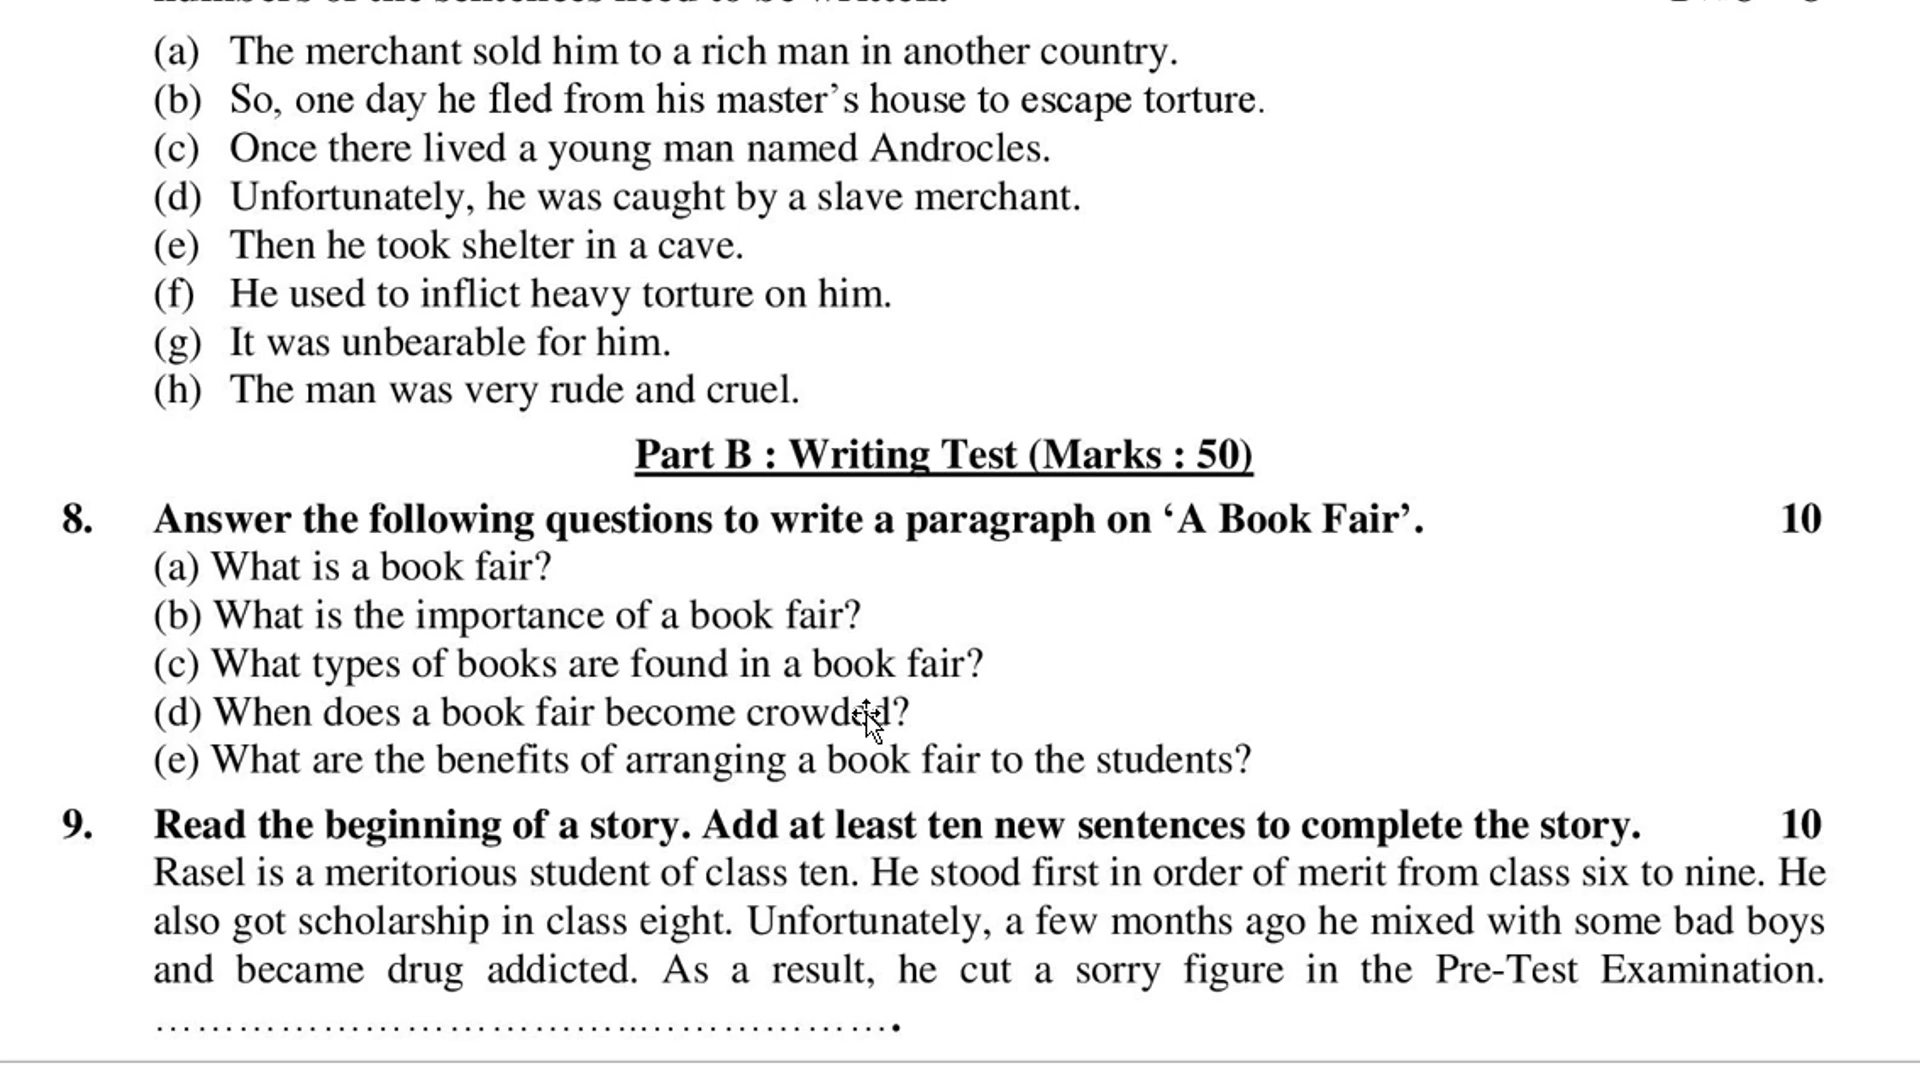 numbers of the sentences need to be written.
(a) The merchant sold him to a rich man in another country.
(b) So, one day he fled from his master’s house to escape torture.
(c) Once there lived a young man named Androcles.
(d) Unfortunately, he was caught by a slave merchant.
(e) Then he took shelter in a cave.
(f) He used to inflict heavy torture on him.
(g) It was unbearable for him.
(h) The man was very rude and cruel.
Part B : Writing Test (Marks : 50)
8. Answer the following questions to write a paragraph on ‘A Book Fair’. 10
(a) What is a book fair?
(b) What is the importance of a book fair?
(c) What types of books are found in a book fair?
(d) When does a book fair become crowded?
(e) What are the benefits of arranging a book fair to the students?
9. Read the beginning of a story. Add at least ten new sentences to complete the story. 10
Rasel is a meritorious student of class ten. He stood first in order of merit from class six to nine. He
also got scholarship in class eight. Unfortunately, a few months ago he mixed with some bad boys
and became drug addicted. As a result, he cut a sorry figure in the Pre-Test Examination.
…………………………………………………….